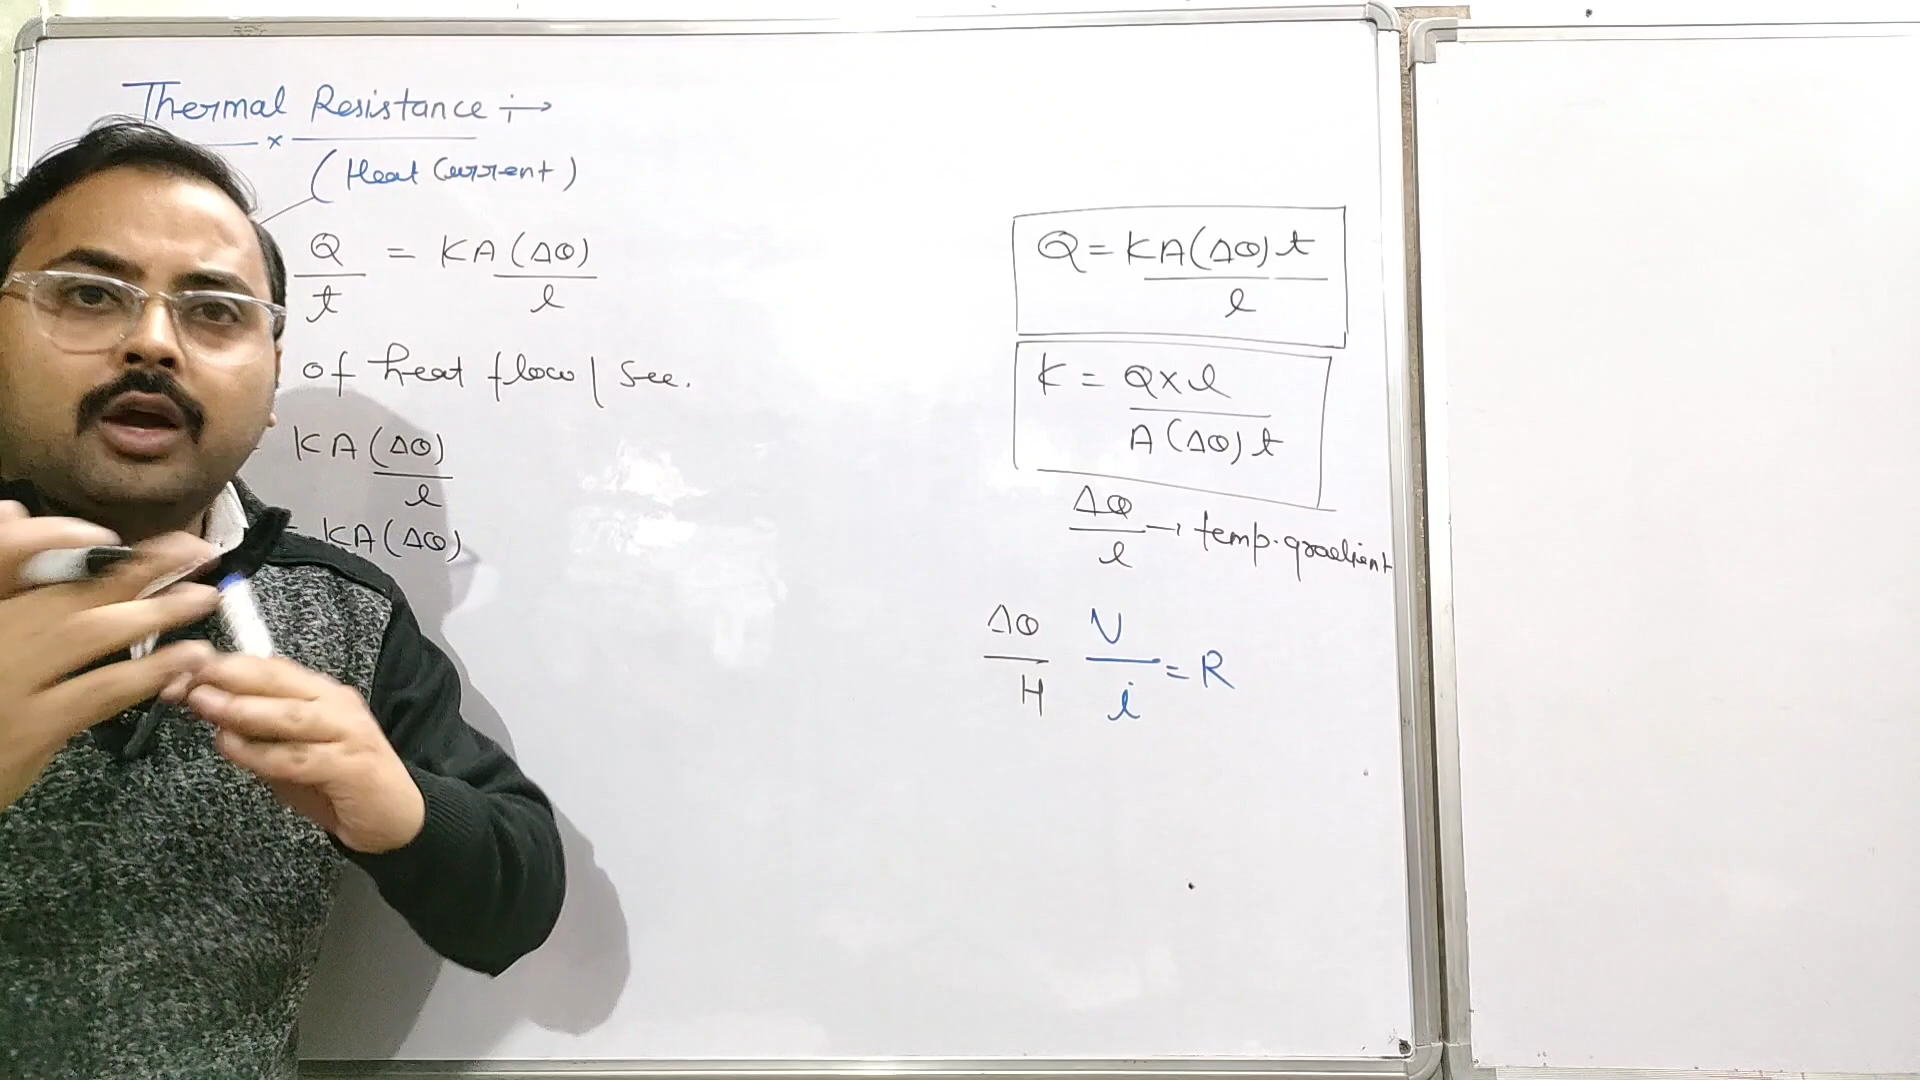 Thermal Resistance :→
(Heat Current)
Q/t = KA(Δθ)/l
of heat flow / Sec.
KA(Δθ)/l
= KA(Δθ)
Q = KA(Δθ)t/l
K = Q×l/A(Δθ)t
Δθ/l → temp. gradient
Δθ/H V/i = R